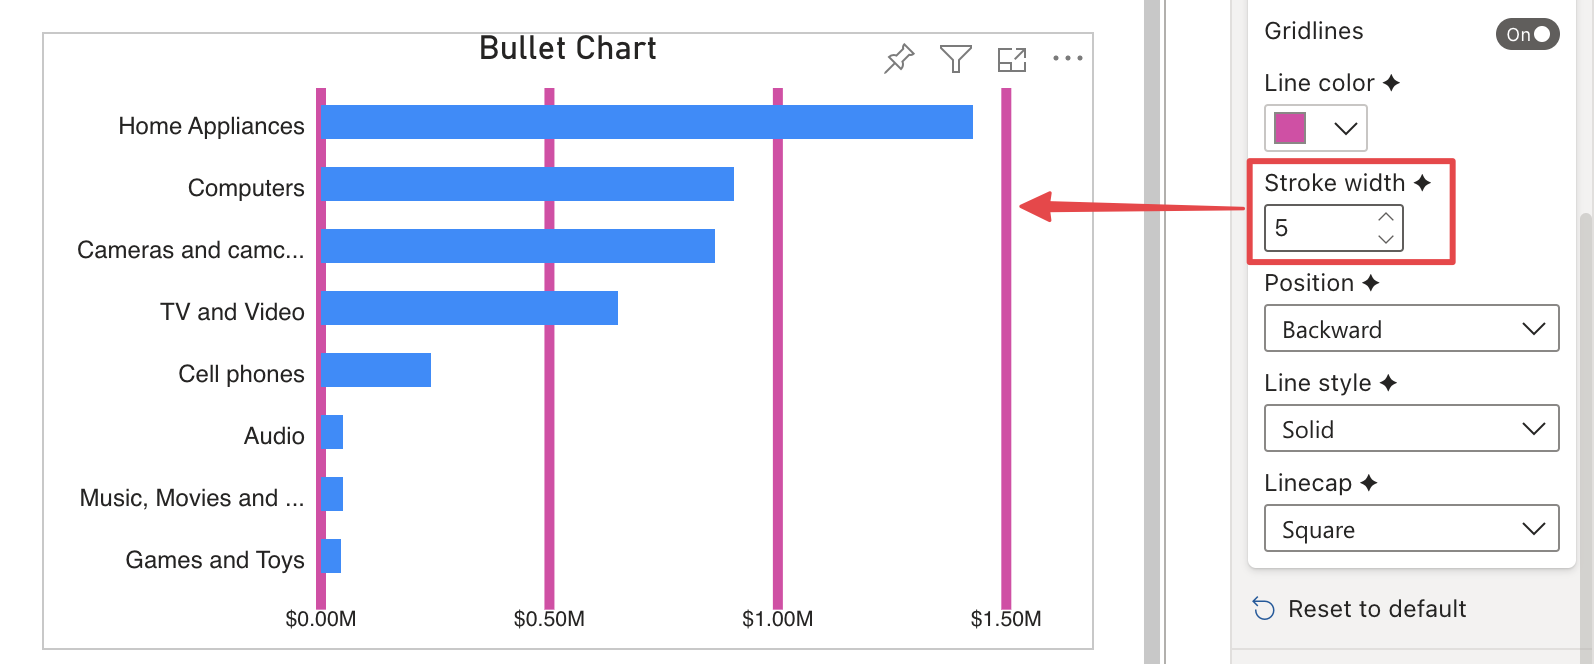 Bullet Chart
Home Appliances
Computers
Cameras and camc...
TV and Video
Cell phones
Audio
Music, Movies and ...
Games and Toys
$0.00M $0.50M $1.00M $1.50M
Gridlines On
Line color
Stroke width
5
Position
Backward
Line style
Solid
Linecap
Square
Reset to default